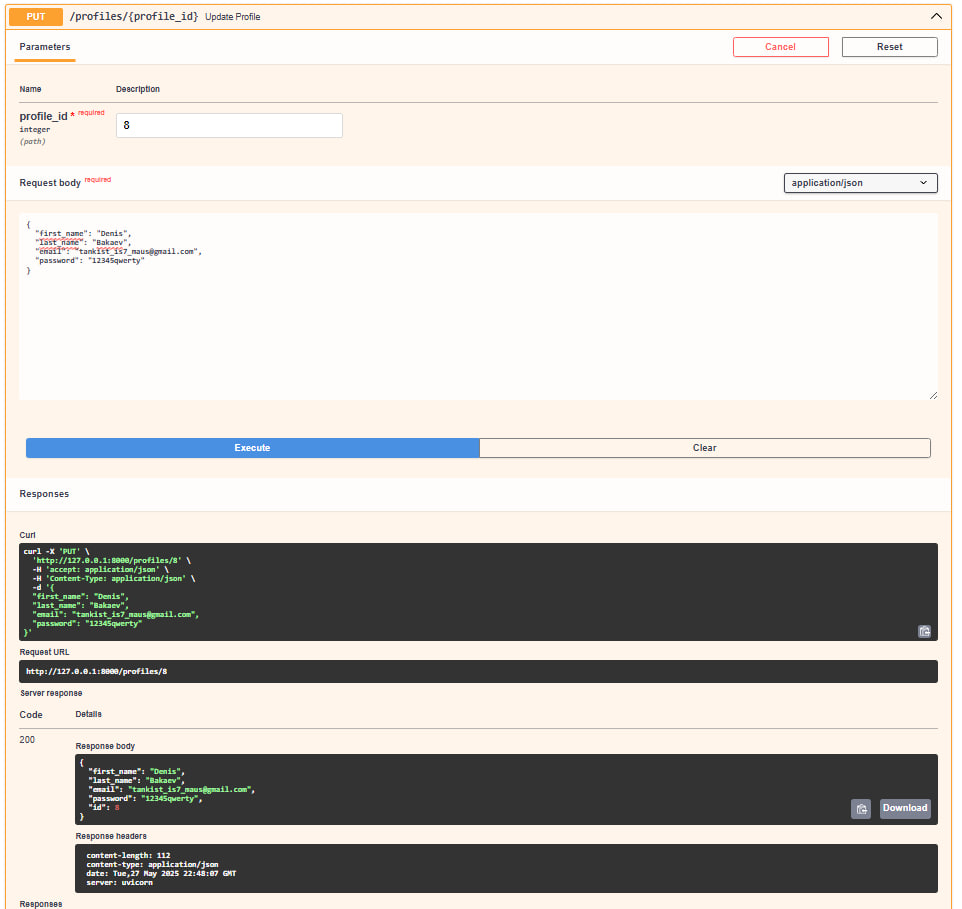 PUT /profiles/{profile_id} Update Profile
Parameters Cancel Reset
Name Description
profile_id * required 8
integer
(path)
Request body required application/json
{
"first_name": "Denis",
"last_name": "Bakaev",
"email": "tankist_is7_maus@gmail.com",
"password": "12345qwerty"
}
Execute Clear
Responses
Curl
curl -X 'PUT' \
'http://127.0.0.1:8000/profiles/8' \
-H 'accept: application/json' \
-H 'Content-Type: application/json' \
-d '{
"first_name": "Denis",
"last_name": "Bakaev",
"email": "tankist_is7_maus@gmail.com",
"password": "12345qwerty"
}'
Request URL
http://127.0.0.1:8000/profiles/8
Server response
Code Details
200
Response body
{
"first_name": "Denis",
"last_name": "Bakaev",
"email": "tankist_is7_maus@gmail.com",
"password": "12345qwerty",
"id": 8
}
Download
Response headers
content-length: 112
content-type: application/json
date: Tue,27 May 2025 22:48:07 GMT
server: uvicorn
Responses